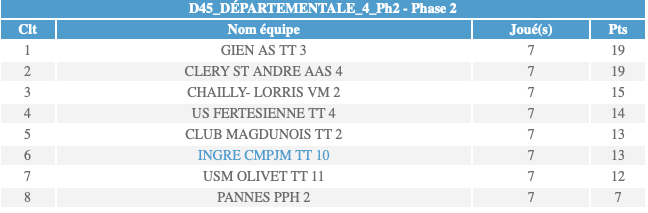 D45_DÉPARTEMENTALE_4_Ph2 - Phase 2
Clt Nom équipe Joué(s) Pts
1 GIEN AS TT 3 7 19
2 CLERY ST ANDRE AAS 4 7 19
3 CHAILLY- LORRIS VM 2 7 15
4 US FERTESIENNE TT 4 7 14
5 CLUB MAGDUNOIS TT 2 7 13
6 INGRE CMPJM TT 10 7 13
7 USM OLIVET TT 11 7 12
8 PANNES PPH 2 7 7